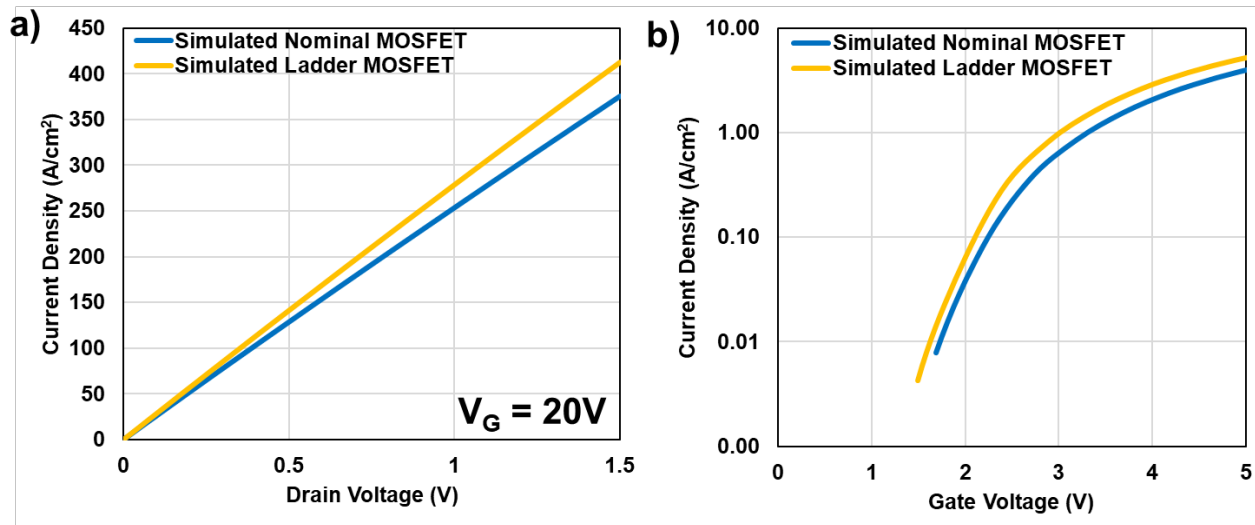 a)
Simulated Nominal MOSFET
Simulated Ladder MOSFET
Current Density (A/cm²)
450
400
350
300
250
200
150
100
50
0
V_G = 20V
0 0.5 1 1.5
Drain Voltage (V)
b)
Simulated Nominal MOSFET
Simulated Ladder MOSFET
Current Density (A/cm²)
10.00
1.00
0.10
0.01
0.00
0 1 2 3 4 5
Gate Voltage (V)